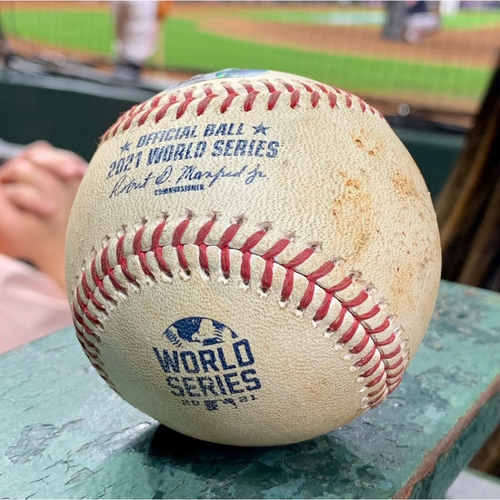 ★ OFFICIAL BALL ★
2021 WORLD SERIES
Robert D. Manfred Jr.
COMMISSIONER
WORLD
SERIES
20 21